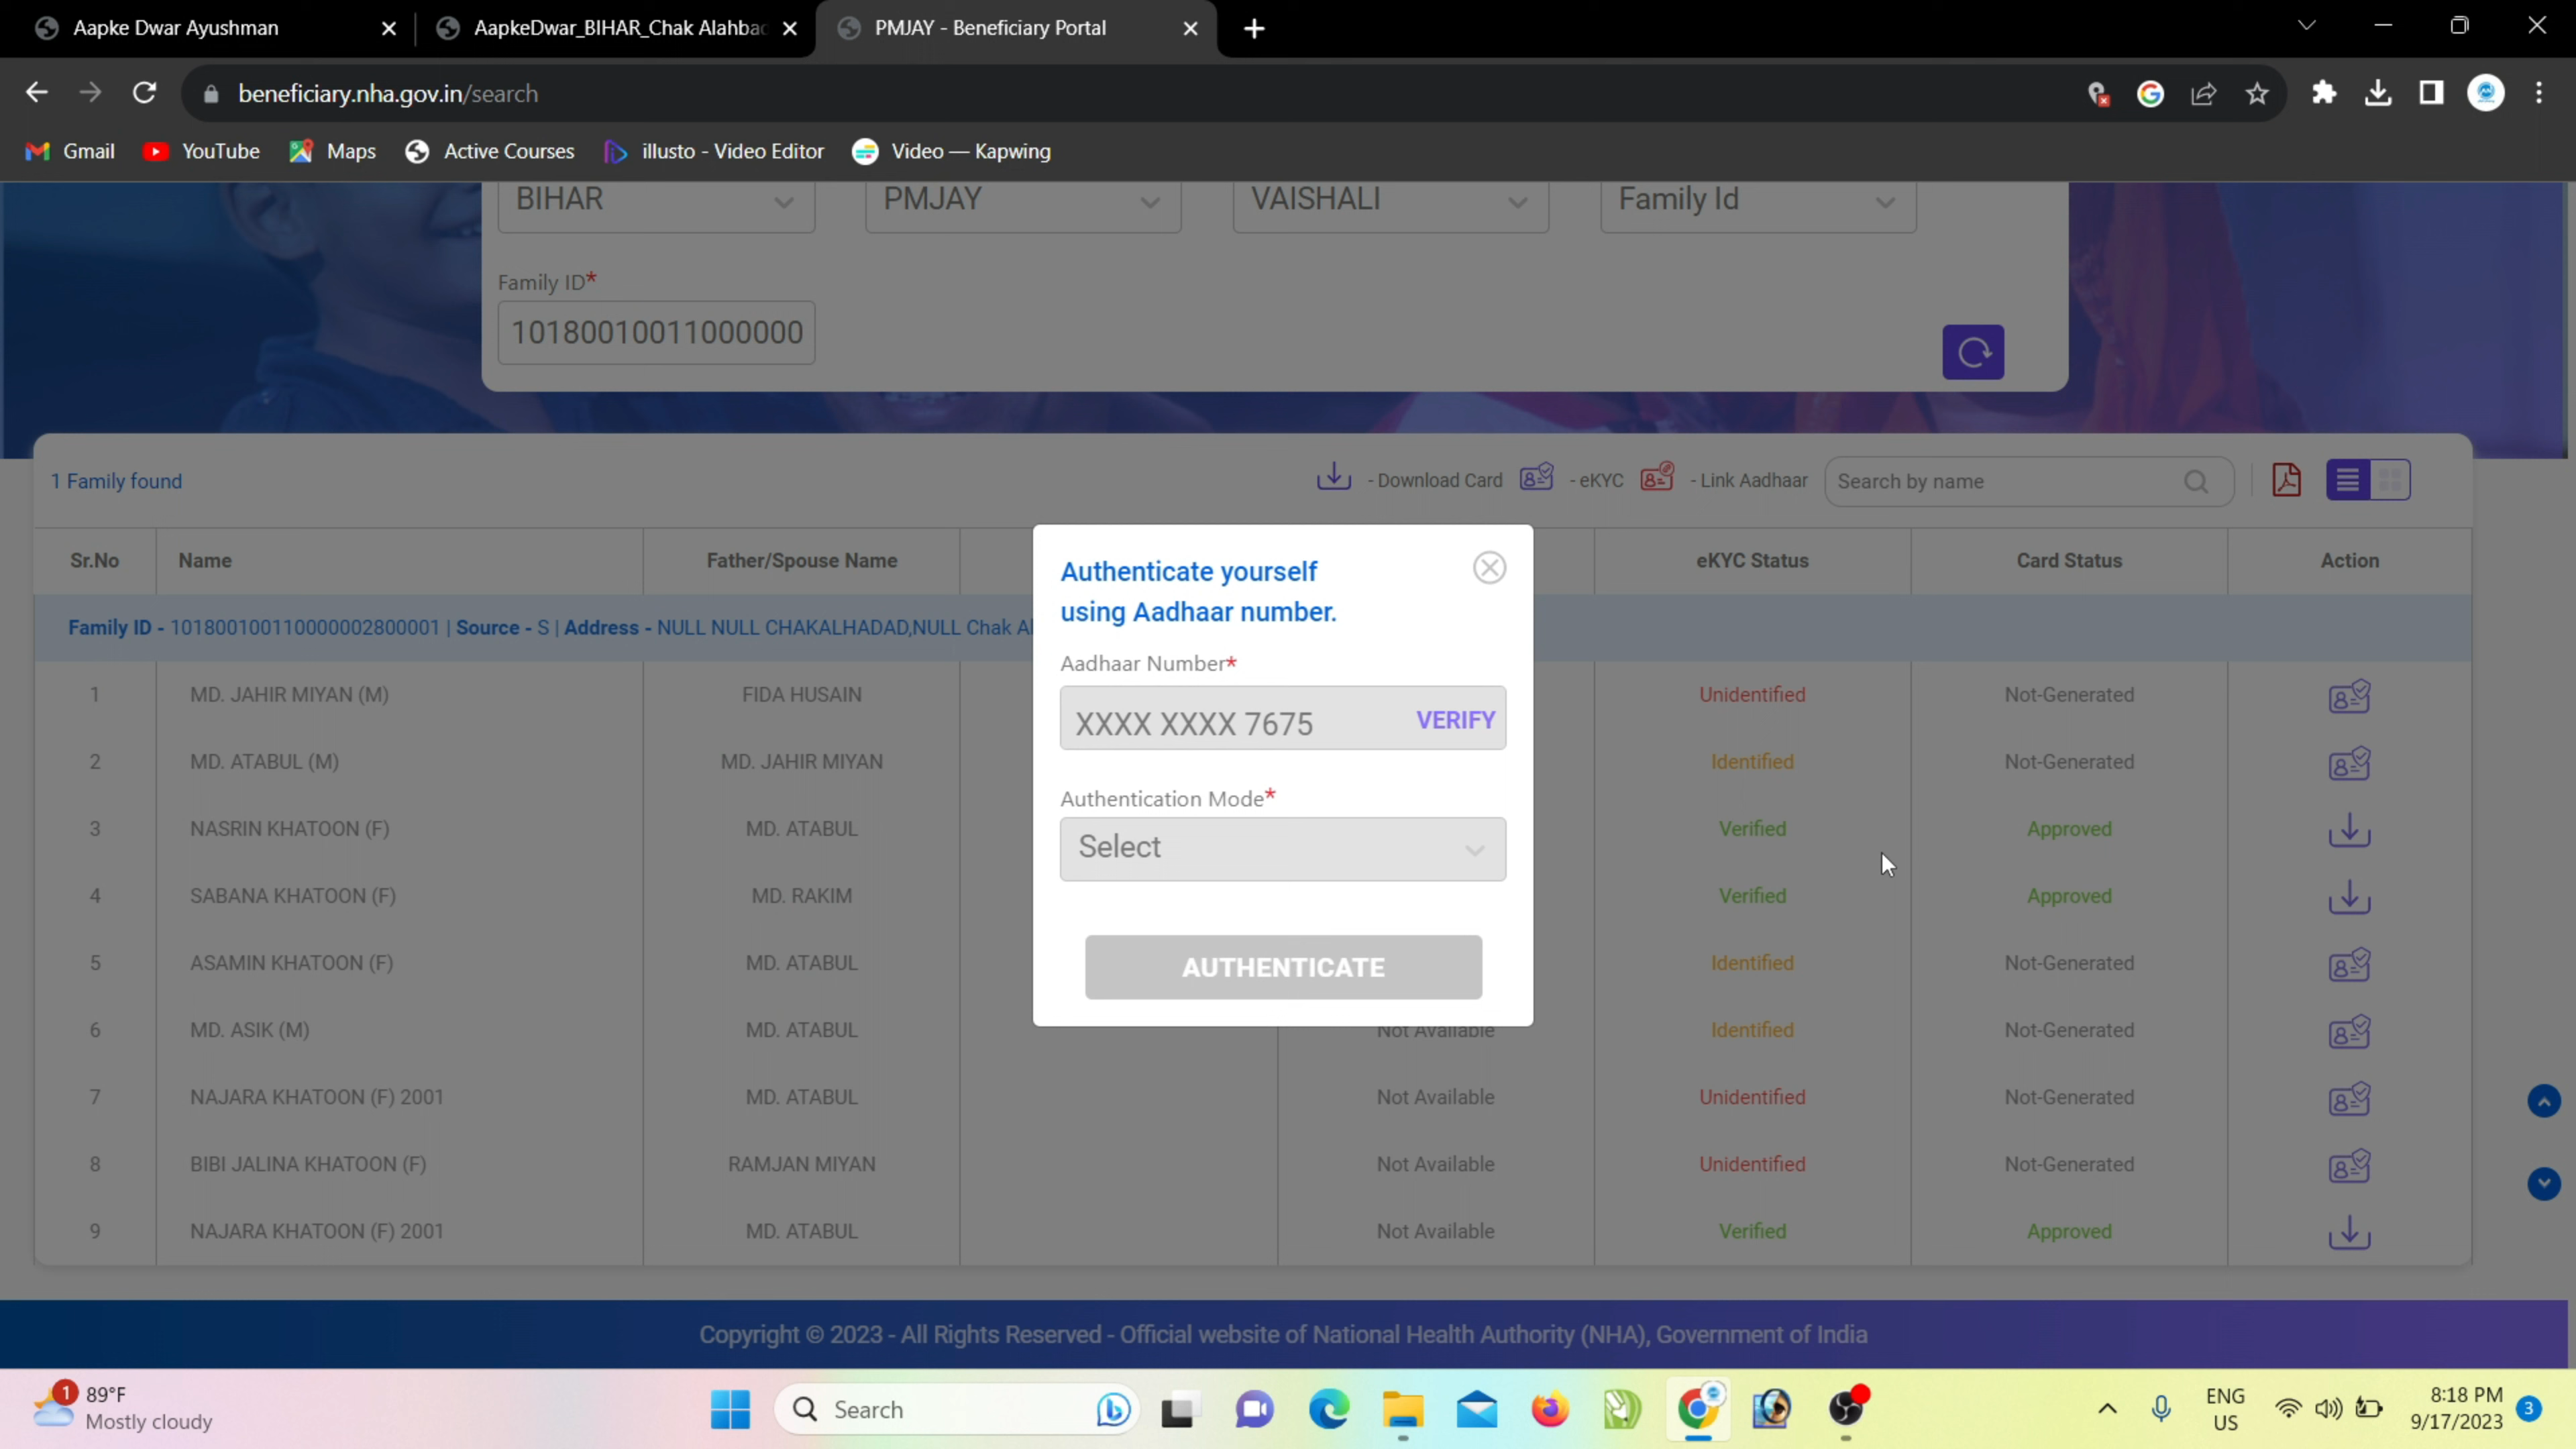 Aapke Dwar Ayushman
AapkeDwar_BIHAR_Chak Alahbad
PMJAY - Beneficiary Portal
beneficiary.nha.gov.in/search
Gmail YouTube Maps Active Courses illusto - Video Editor Video — Kapwing
BIHAR PMJAY VAISHALI Family Id
Family ID*
10180010011000000
1 Family found - Download Card - eKYC - Link Aadhaar Search by name
Sr.No Name Father/Spouse Name eKYC Status Card Status Action
Family ID - 101800100110000002800001 | Source - S | Address - NULL NULL CHAKALHADAD,NULL Chak Al
1 MD. JAHIR MIYAN (M) FIDA HUSAIN Unidentified Not-Generated
2 MD. ATABUL (M) MD. JAHIR MIYAN Identified Not-Generated
3 NASRIN KHATOON (F) MD. ATABUL Verified Approved
4 SABANA KHATOON (F) MD. RAKIM Verified Approved
5 ASAMIN KHATOON (F) MD. ATABUL Identified Not-Generated
6 MD. ASIK (M) MD. ATABUL Not Available Identified Not-Generated
7 NAJARA KHATOON (F) 2001 MD. ATABUL Not Available Unidentified Not-Generated
8 BIBI JALINA KHATOON (F) RAMJAN MIYAN Not Available Unidentified Not-Generated
9 NAJARA KHATOON (F) 2001 MD. ATABUL Not Available Verified Approved
Authenticate yourself
using Aadhaar number.
Aadhaar Number*
XXXX XXXX 7675 VERIFY
Authentication Mode*
Select
AUTHENTICATE
Copyright © 2023 - All Rights Reserved - Official website of National Health Authority (NHA), Government of India
1 89°F
Mostly cloudy
Search
ENG
US
8:18 PM
9/17/2023
3